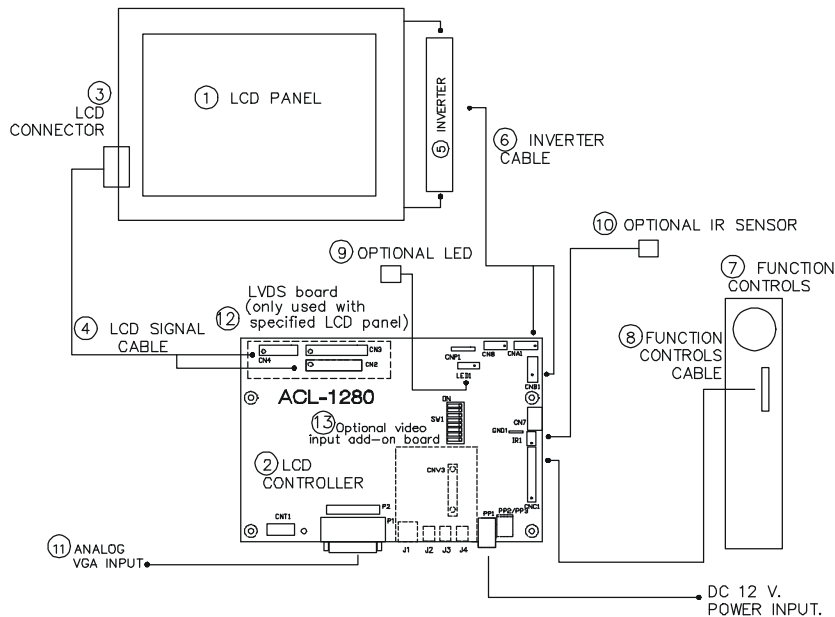 ① LCD PANEL
③
LCD
CONNECTOR
⑤ INVERTER
⑥ INVERTER
CABLE
⑩ OPTIONAL IR SENSOR
⑨ OPTIONAL LED
⑦ FUNCTION
CONTROLS
⑧ FUNCTION
CONTROLS
CABLE
④ LCD SIGNAL
CABLE
⑫ LVDS board
(only used with
specified LCD panel)
CN4
CN3
CN2
CNP1
CN8
CNA1
LED1
CNB1
ACL-1280
ON
SW1
CN7
GND1
IR1
⑬ Optional video
input add-on board
② LCD
CONTROLLER
CNV3
CNC1
CNT1
P2
P1
PP1
PP2/PP3
J1
J2
J3
J4
⑪ ANALOG
VGA INPUT
DC 12 V.
POWER INPUT.